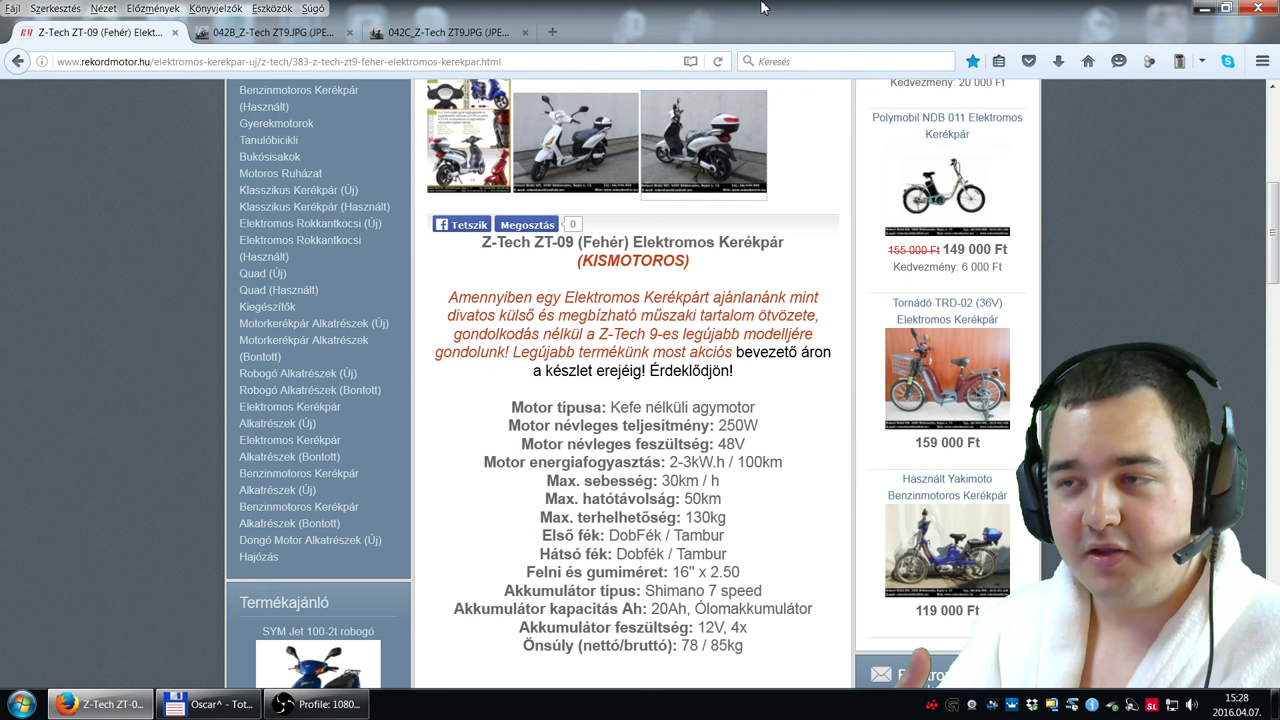 Fájl Szerkesztés Nézet Előzmények Könyvjelzők Eszközök Súgó
Z-Tech ZT-09 (Fehér) Elekt...
042B_Z-Tech ZT9.JPG (JPE...
042C_Z-Tech ZT9.JPG (JPE...
www.rekordmotor.hu/elektromos-kerekpar-uj/z-tech/383-z-tech-zt9-feher-elektromos-kerekpar.html
Keresés
Benzinmotoros Kerékpár
(Használt)
Gyerekmotorok
Tanulóbicikli
Bukósisakok
Motoros Ruházat
Klasszikus Kerékpár (Új)
Klasszikus Kerékpár (Használt)
Elektromos Rokkantkocsi (Új)
Elektromos Rokkantkocsi
(Használt)
Quad (Új)
Quad (Használt)
Kiegészítők
Motorkerékpár Alkatrészek (Új)
Motorkerékpár Alkatrészek
(Bontott)
Robogó Alkatrészek (Új)
Robogó Alkatrészek (Bontott)
Elektromos Kerékpár
Alkatrészek (Új)
Elektromos Kerékpár
Alkatrészek (Bontott)
Benzinmotoros Kerékpár
Alkatrészek (Új)
Benzinmotoros Kerékpár
Alkatrészek (Bontott)
Dongó Motor Alkatrészek (Új)
Hajózás
Termékajánló
SYM Jet 100-2t robogó
Tetszik
Megosztás
0
Z-Tech ZT-09 (Fehér) Elektromos Kerékpár
(KISMOTOROS)
Amennyiben egy Elektromos Kerékpárt ajánlanánk mint
divatos külső és megbízható műszaki tartalom ötvözete,
gondolkodás nélkül a Z-Tech 9-es legújabb modelljére
gondolunk! Legújabb termékünk most akciós bevezető áron
a készlet erejéig! Érdeklődjön!
Motor típusa: Kefe nélküli agymotor
Motor névleges teljesítmény: 250W
Motor névleges feszültség: 48V
Motor energiafogyasztás: 2-3kW.h / 100km
Max. sebesség: 30km / h
Max. hatótávolság: 50km
Max. terhelhetőség: 130kg
Első fék: DobFék / Tambur
Hátsó fék: Dobfék / Tambur
Felni és gumiméret: 16" x 2.50
Akkumulátor típus: Shimano 7 speed
Akkumulátor kapacitás Ah: 20Ah, Ólomakkumulátor
Akkumulátor feszültség: 12V, 4x
Önsúly (nettó/bruttó): 78 / 85kg
Kedvezmény: 20 000 Ft
Polymobil NDB 011 Elektromos
Kerékpár
155 000 Ft 149 000 Ft
Kedvezmény: 6 000 Ft
Tornádó TRD-02 (36V)
Elektromos Kerékpár
159 000 Ft
Használt Yakimoto
Benzinmotoros Kerékpár
119 000 Ft
Z-Tech ZT-0...
Oscar^ - Tot...
Profile: 1080...
SL
15:28
2016.04.07.